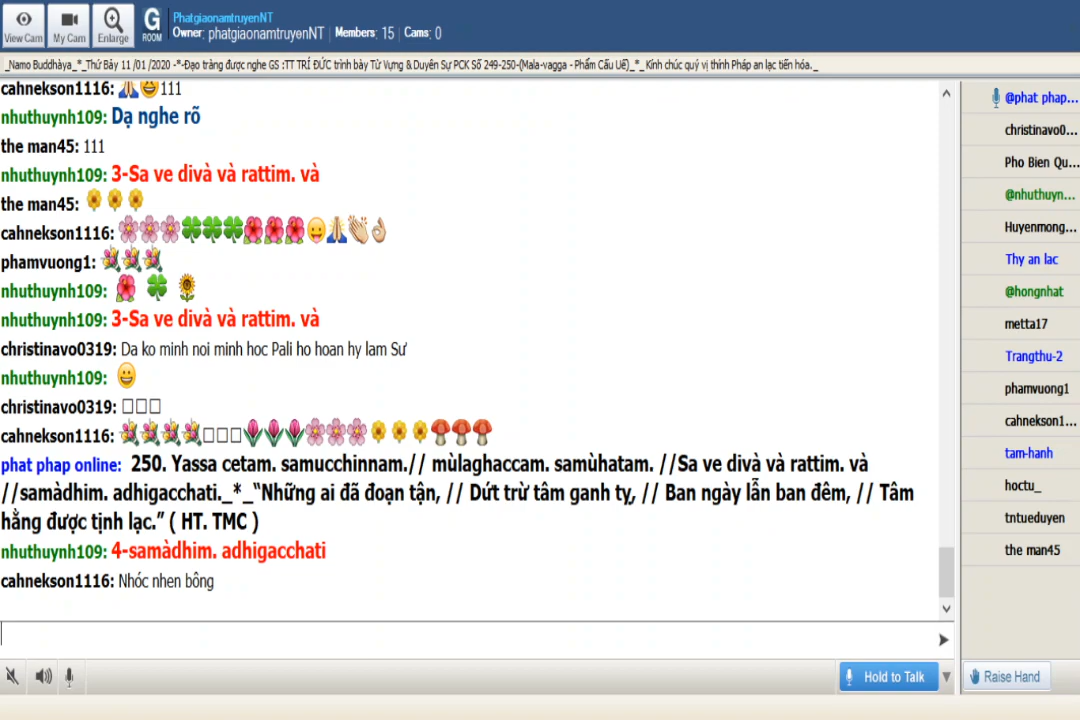 PhatgiaonamtruyenNT
Owner: phatgiaonamtruyenNT | Members: 15 | Cams: 0
View Cam
My Cam
Enlarge
G
ROOM
_Namo Buddhàya_*_Thứ Bảy 11 /01 /2020 -*-Đạo tràng được nghe GS :TT TRÍ ĐỨC trình bày Từ Vựng & Duyên Sự PCK Số 249-250-(Mala-vagga - Phẩm Cấu Uế)_*_ Kính chúc quý vị thính Pháp an lạc tiến hóa._
cahnekson1116: 🙏😄111
nhuthuynh109: Dạ nghe rõ
the man45: 111
nhuthuynh109: 3-Sa ve divà và rattim. và
the man45:
cahnekson1116:
phamvuong1:
nhuthuynh109:
nhuthuynh109: 3-Sa ve divà và rattim. và
christinavo0319: Da ko minh noi minh hoc Pali ho hoan hy lam Sư
nhuthuynh109:
christinavo0319: □□□
cahnekson1116:
phat phap online: 250. Yassa cetam. samucchinnam.// mùlaghaccam. samùhatam. //Sa ve divà và rattim. và
//samàdhim. adhigacchati._*_“Những ai đã đoạn tận, // Dứt trừ tâm ganh tỵ, // Ban ngày lẫn ban đêm, // Tâm
hằng được tịnh lạc.” ( HT. TMC )
nhuthuynh109: 4-samàdhim. adhigacchati
cahnekson1116: Nhóc nhen bông
@phat phap...
christinavo0...
Pho Bien Qu...
@nhuthuyn...
Huyenmong...
Thy an lac
@hongnhat
metta17
Trangthu-2
phamvuong1
cahnekson1...
tam-hanh
hoctu_
tntueduyen
the man45
Hold to Talk
Raise Hand